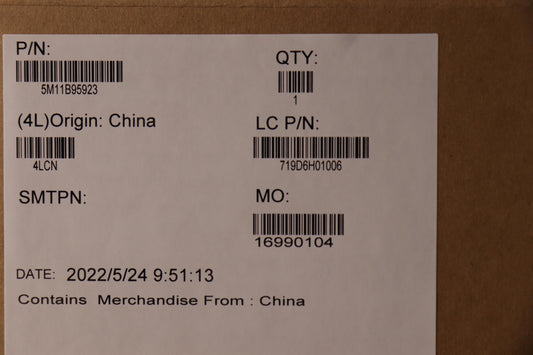 P/N:
QTY:
5M11B95923
1
(4L)Origin: China
LC P/N:
4LCN
719D6H01006
SMTPN:
MO:
16990104
DATE: 2022/5/24 9:51:13
Contains Merchandise From : China